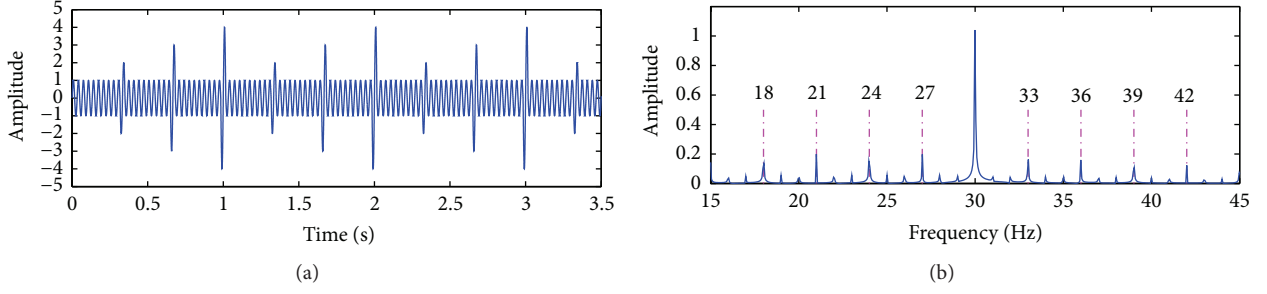 5
4
3
2
1
0
−1
−2
−3
−4
−5
Amplitude
0 0.5 1 1.5 2 2.5 3 3.5
Time (s)
(a)
1
0.8
0.6
0.4
0.2
0
Amplitude
18 21 24 27 33 36 39 42
15 20 25 30 35 40 45
Frequency (Hz)
(b)